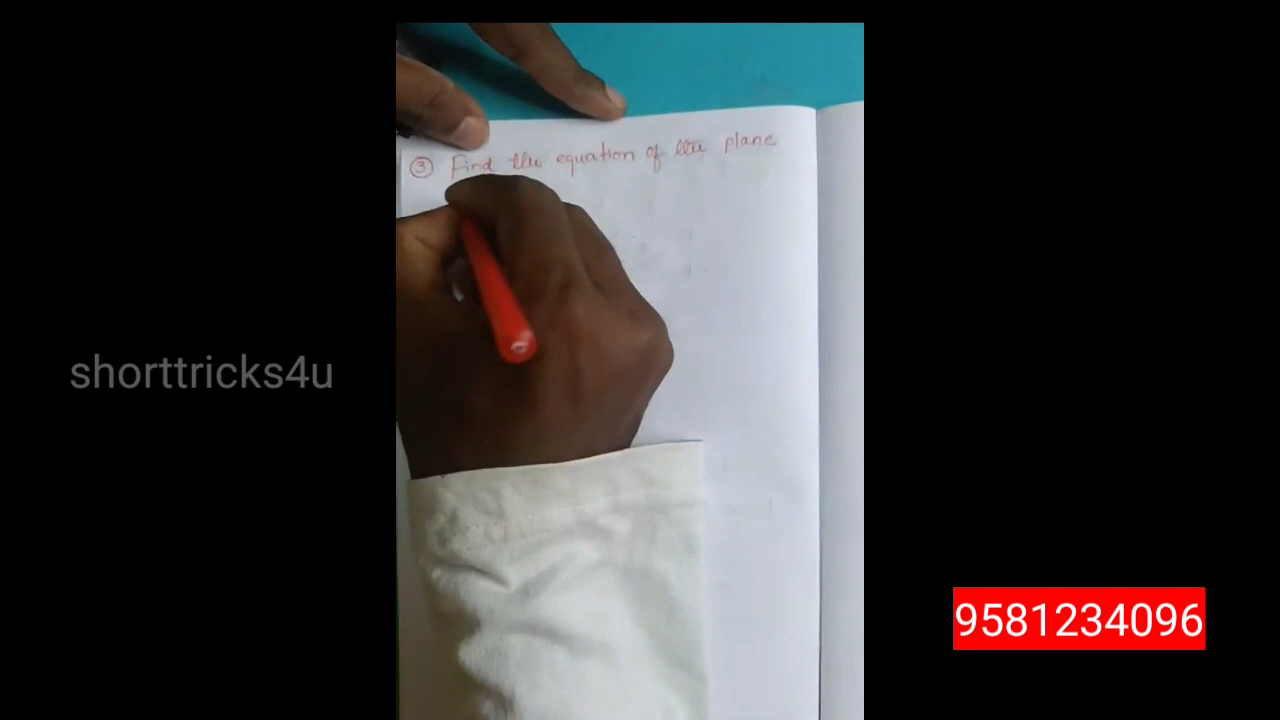 ③ Find the equation of the plane
shorttricks4u
9581234096